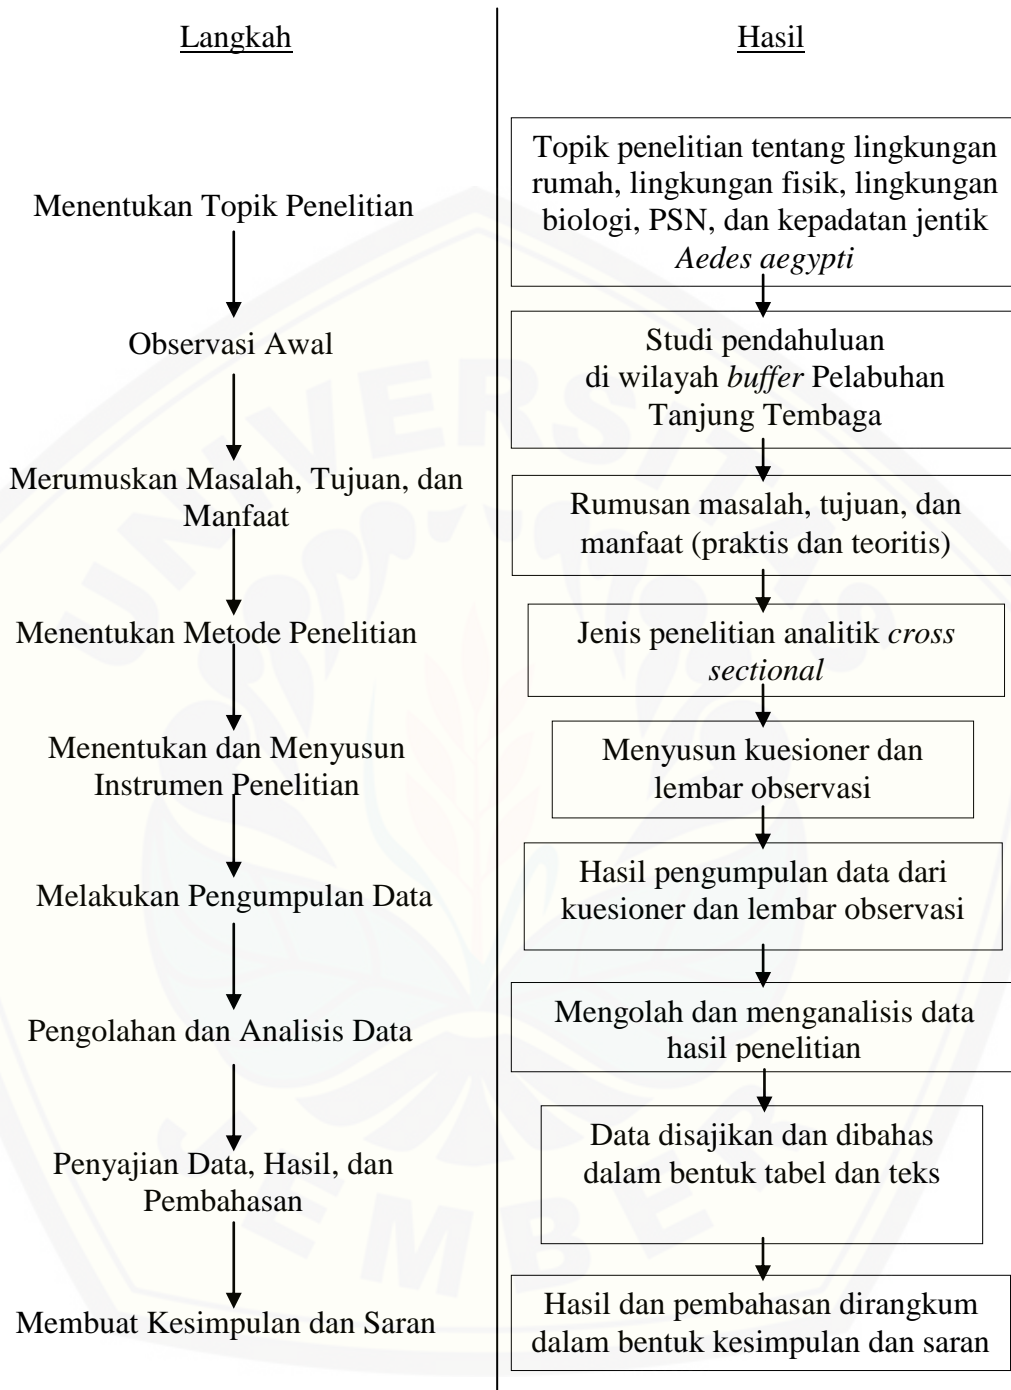 Langkah
Hasil
Menentukan Topik Penelitian
Topik penelitian tentang lingkungan
rumah, lingkungan fisik, lingkungan
biologi, PSN, dan kepadatan jentik
Aedes aegypti
Observasi Awal
Studi pendahuluan
di wilayah buffer Pelabuhan
Tanjung Tembaga
Merumuskan Masalah, Tujuan, dan
Manfaat
Rumusan masalah, tujuan, dan
manfaat (praktis dan teoritis)
Menentukan Metode Penelitian
Jenis penelitian analitik cross
sectional
Menentukan dan Menyusun
Instrumen Penelitian
Menyusun kuesioner dan
lembar observasi
Melakukan Pengumpulan Data
Hasil pengumpulan data dari
kuesioner dan lembar observasi
Pengolahan dan Analisis Data
Mengolah dan menganalisis data
hasil penelitian
Penyajian Data, Hasil, dan
Pembahasan
Data disajikan dan dibahas
dalam bentuk tabel dan teks
Membuat Kesimpulan dan Saran
Hasil dan pembahasan dirangkum
dalam bentuk kesimpulan dan saran
UNIVERSITAS
JEMBER